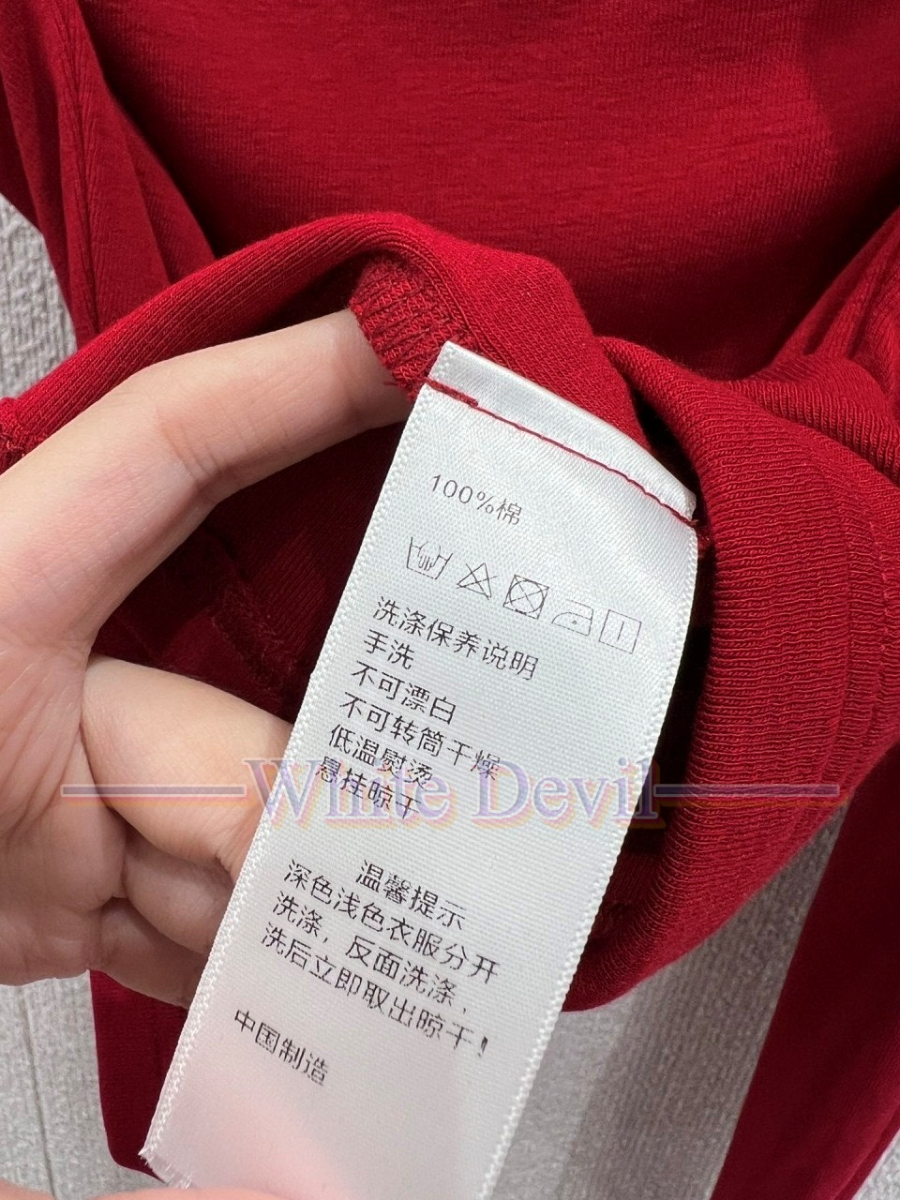 100%棉
洗涤保养说明
手洗
不可漂白
不可转筒干燥
低温熨烫
悬挂晾干
White Devil
温馨提示
深色浅色衣服分开
洗涤，反面洗涤，
洗后立即取出晾干！
中国制造